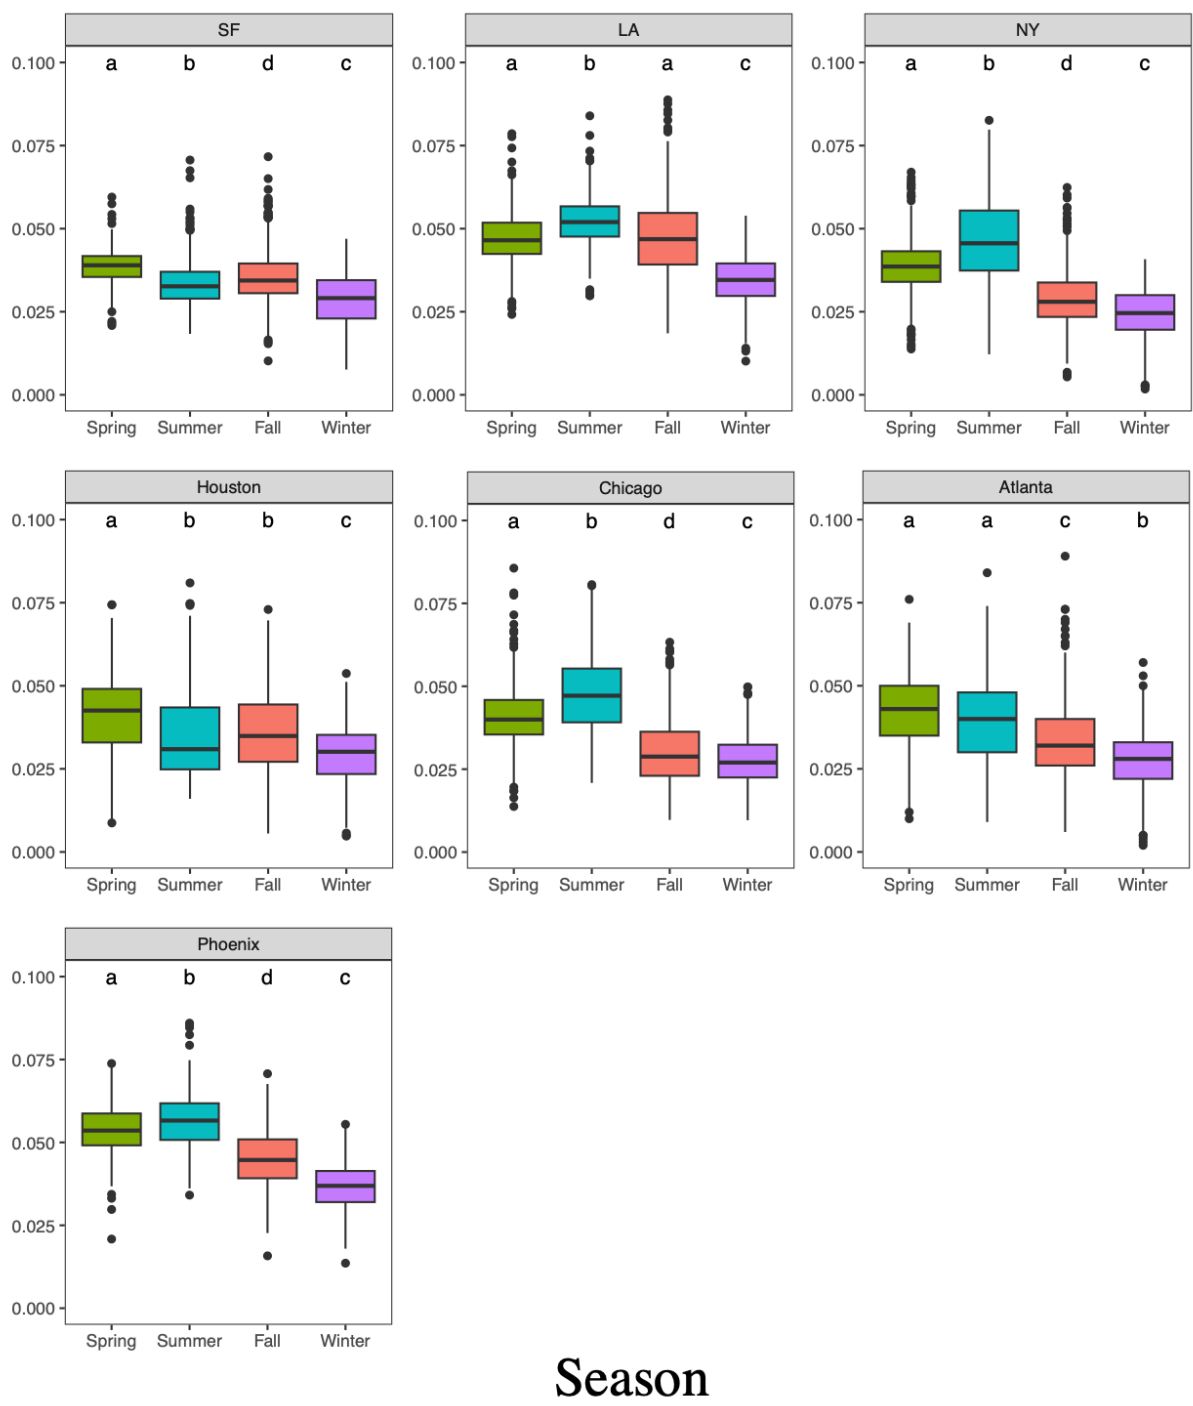 SF LA NY
0.100 a b d c 0.100 a b a c 0.100 a b d c
0.075 0.075 0.075
0.050 0.050 0.050
0.025 0.025 0.025
0.000 0.000 0.000
Spring Summer Fall Winter Spring Summer Fall Winter Spring Summer Fall Winter
Houston Chicago Atlanta
0.100 a b b c 0.100 a b d c 0.100 a a c b
0.075 0.075 0.075
0.050 0.050 0.050
0.025 0.025 0.025
0.000 0.000 0.000
Spring Summer Fall Winter Spring Summer Fall Winter Spring Summer Fall Winter
Phoenix
0.100 a b d c
0.075
0.050
0.025
0.000
Spring Summer Fall Winter
Season